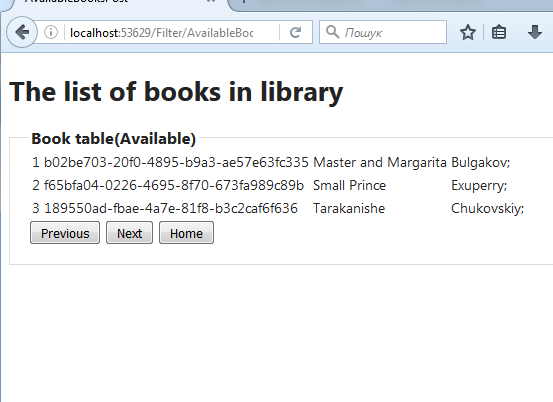 AvailableBooksPost
localhost:53629/Filter/AvailableBoo
Пошук
The list of books in library
Book table(Available)
1 b02be703-20f0-4895-b9a3-ae57e63fc335 Master and Margarita Bulgakov;
2 f65bfa04-0226-4695-8f70-673fa989c89b Small Prince Exuperry;
3 189550ad-fbae-4a7e-81f8-b3c2caf6f636 Tarakanishe Chukovskiy;
Previous Next Home